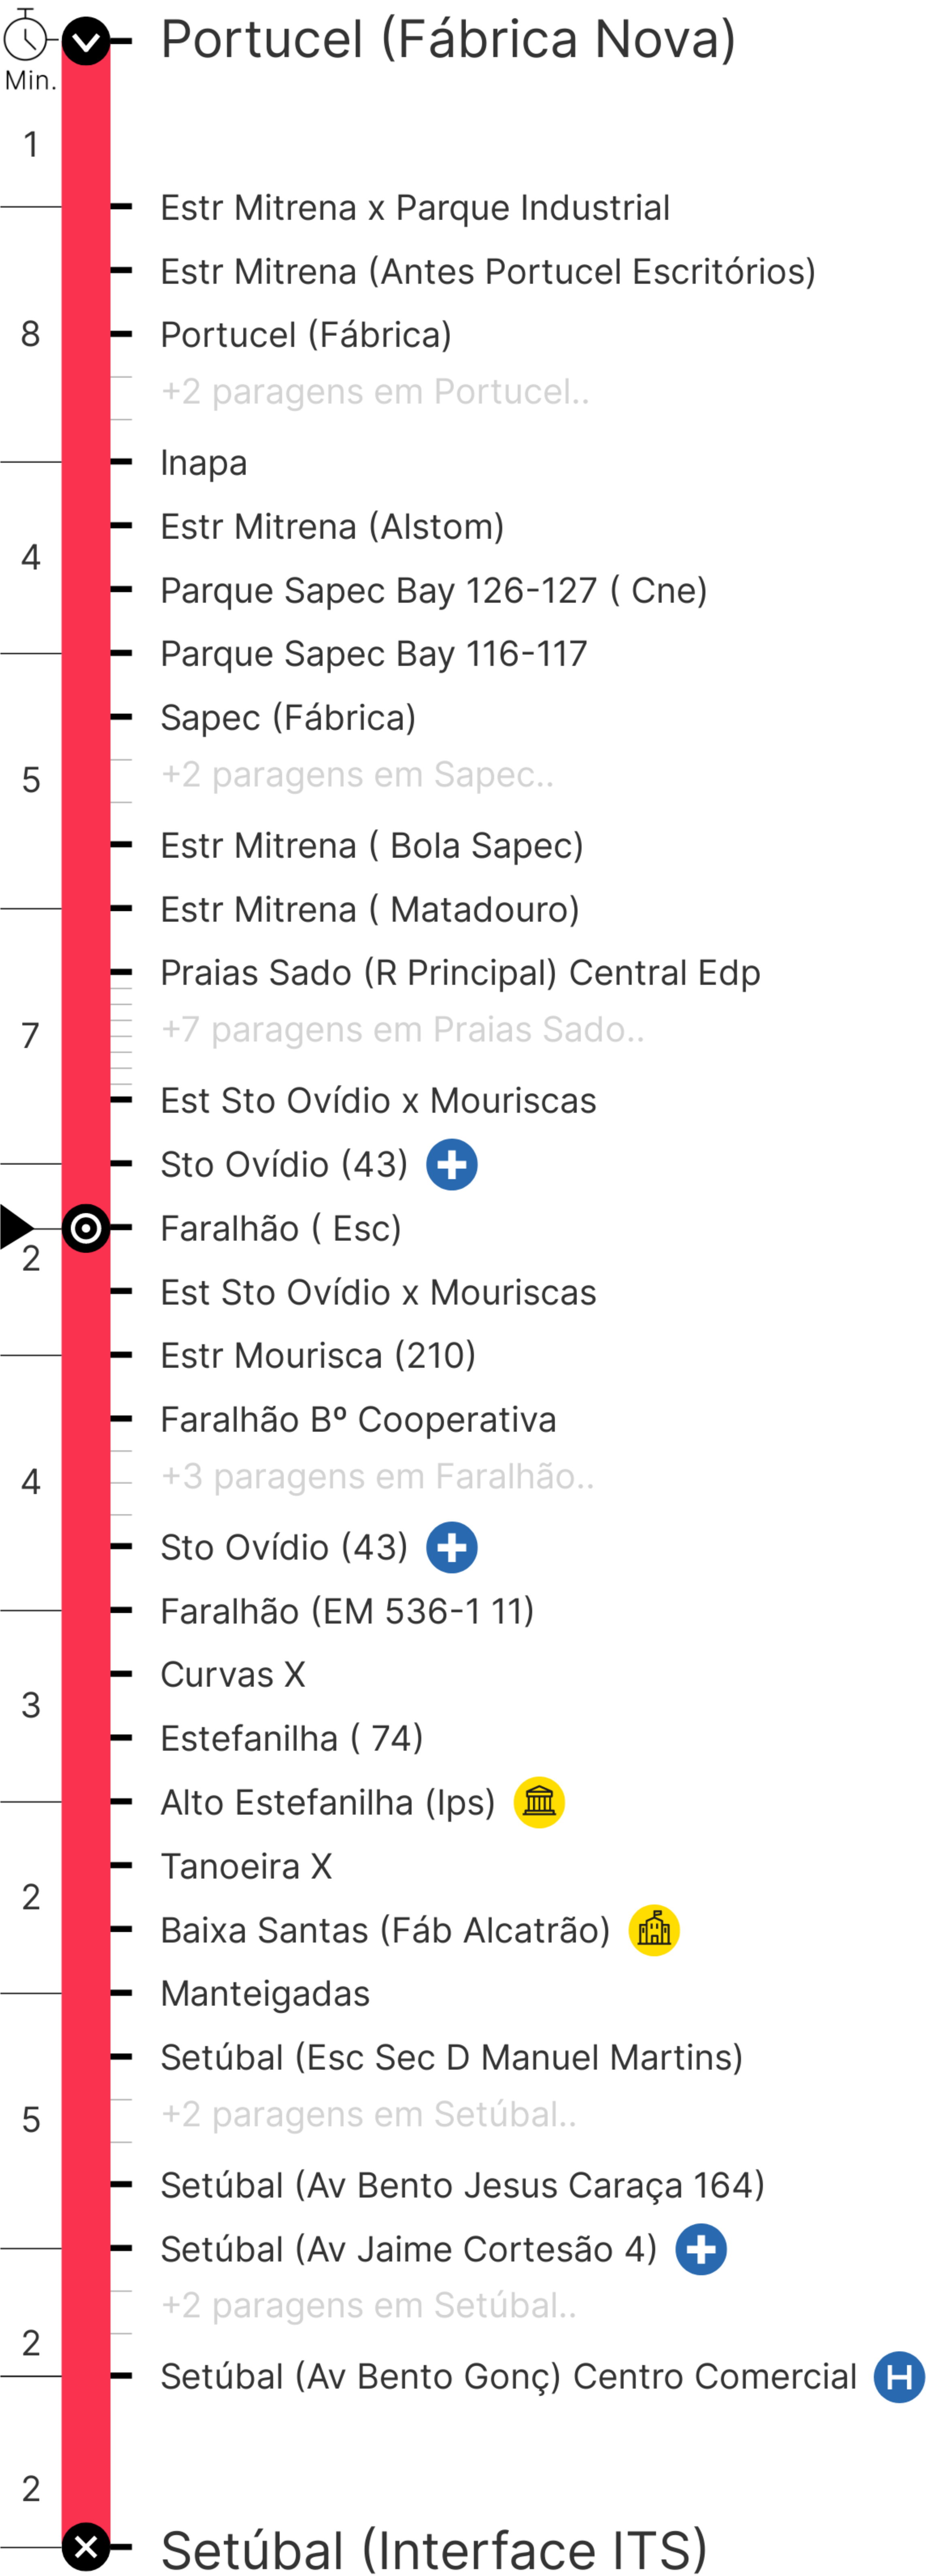 Portucel (Fábrica Nova)
Min.
1
Estr Mitrena x Parque Industrial
Estr Mitrena (Antes Portucel Escritórios)
8
Portucel (Fábrica)
+2 paragens em Portucel..
Inapa
Estr Mitrena (Alstom)
4
Parque Sapec Bay 126-127 ( Cne)
Parque Sapec Bay 116-117
Sapec (Fábrica)
5
+2 paragens em Sapec..
Estr Mitrena ( Bola Sapec)
Estr Mitrena ( Matadouro)
Praias Sado (R Principal) Central Edp
7
+7 paragens em Praias Sado..
Est Sto Ovídio x Mouriscas
Sto Ovídio (43)
Faralhão ( Esc)
2
Est Sto Ovídio x Mouriscas
Estr Mourisca (210)
Faralhão Bº Cooperativa
4
+3 paragens em Faralhão..
Sto Ovídio (43)
Faralhão (EM 536-1 11)
Curvas X
3
Estefanilha ( 74)
Alto Estefanilha (Ips)
Tanoeira X
2
Baixa Santas (Fáb Alcatrão)
Manteigadas
Setúbal (Esc Sec D Manuel Martins)
5
+2 paragens em Setúbal..
Setúbal (Av Bento Jesus Caraça 164)
Setúbal (Av Jaime Cortesão 4)
+2 paragens em Setúbal..
2
Setúbal (Av Bento Gonç) Centro Comercial H
2
Setúbal (Interface ITS)